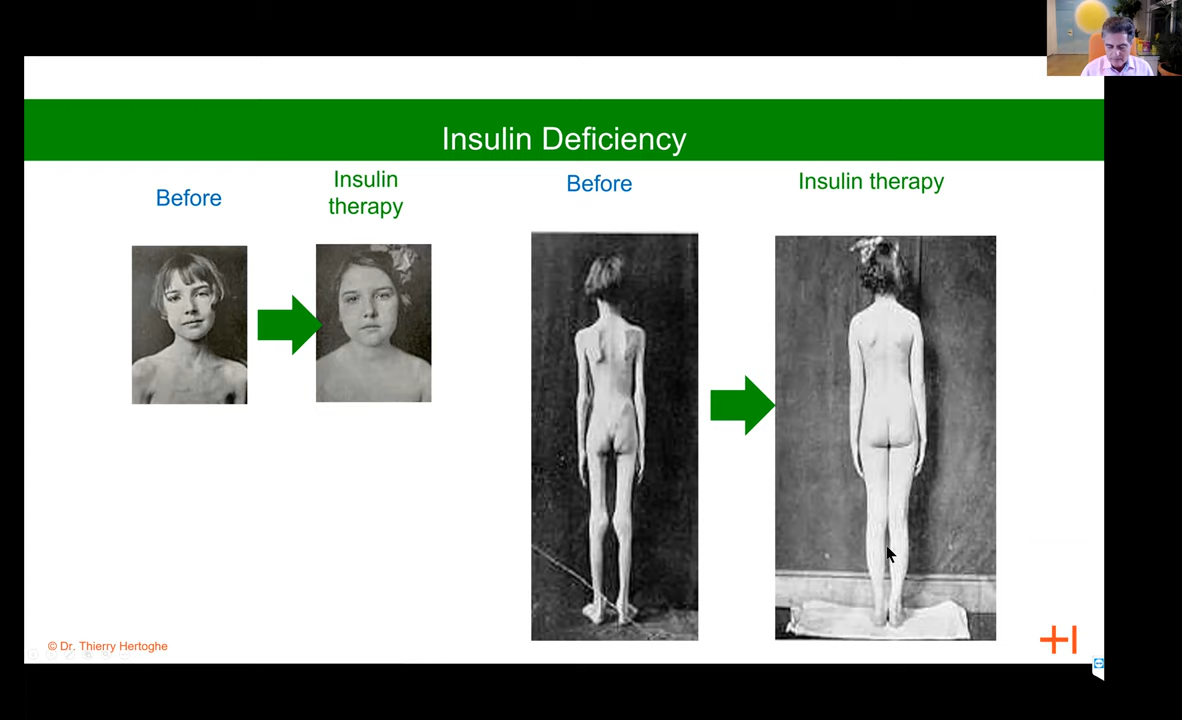 Insulin Deficiency
Before
Insulin
therapy
Before
Insulin therapy
© Dr. Thierry Hertoghe